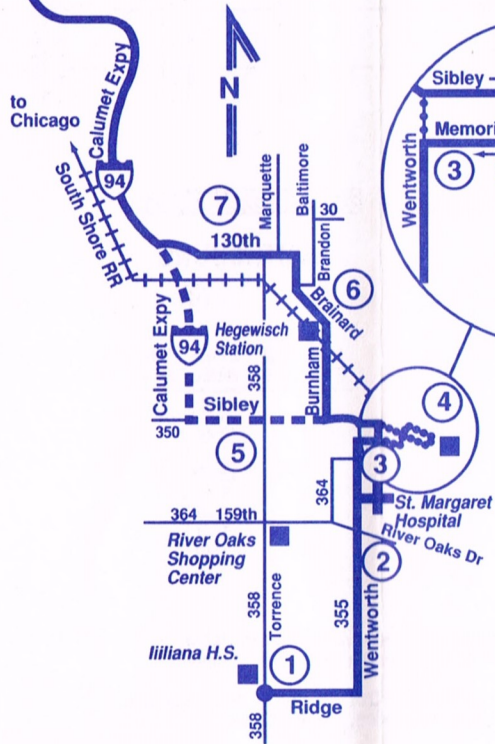 to
Chicago
Calumet Expy
94
South Shore RR
N
7
130th
Marquette
Baltimore
30
Brandon
6
Brainard
Sibley -
Memori
3
Wentworth
Calumet Expy
94
Hegewisch
Station
358
Burnham
Sibley
350
5
4
3
364
St. Margaret
Hospital
364 159th
River Oaks Dr
River Oaks
Shopping
Center
2
358
Torrence
355
Wentworth
Iiiliana H.S.
1
Ridge
358